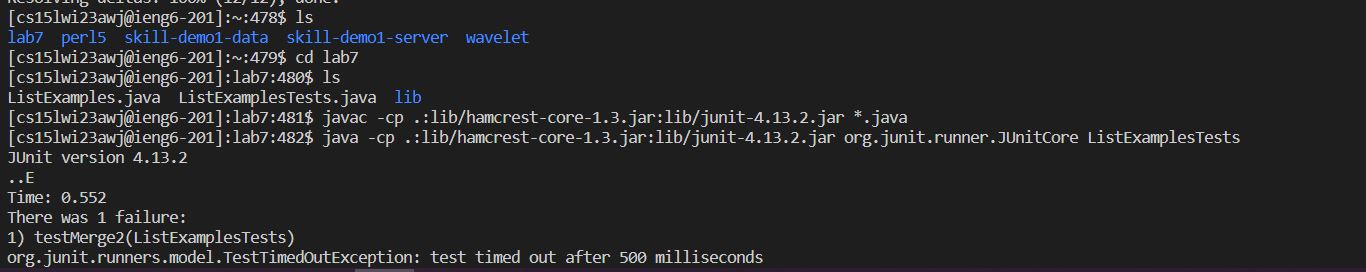 Resolving deltas: 100% (12/12), done.
[cs15lwi23awj@ieng6-201]:~:478$ ls
lab7  perl5  skill-demo1-data  skill-demo1-server  wavelet
[cs15lwi23awj@ieng6-201]:~:479$ cd lab7
[cs15lwi23awj@ieng6-201]:lab7:480$ ls
ListExamples.java  ListExamplesTests.java  lib
[cs15lwi23awj@ieng6-201]:lab7:481$ javac -cp .:lib/hamcrest-core-1.3.jar:lib/junit-4.13.2.jar *.java
[cs15lwi23awj@ieng6-201]:lab7:482$ java -cp .:lib/hamcrest-core-1.3.jar:lib/junit-4.13.2.jar org.junit.runner.JUnitCore ListExamplesTests
JUnit version 4.13.2
..E
Time: 0.552
There was 1 failure:
1) testMerge2(ListExamplesTests)
org.junit.runners.model.TestTimedOutException: test timed out after 500 milliseconds